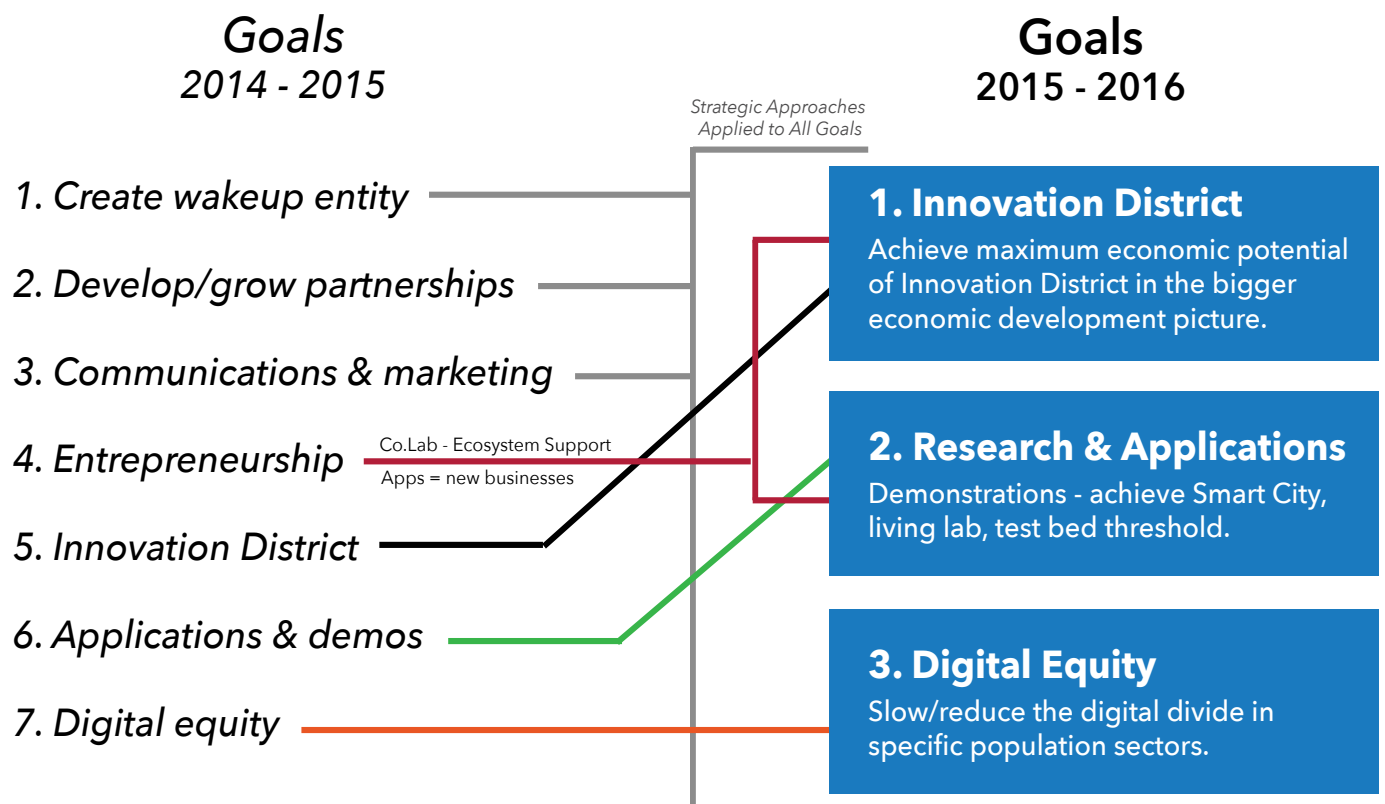 Goals
2014 - 2015
Goals
2015 - 2016
Strategic Approaches
Applied to All Goals
1. Create wakeup entity
2. Develop/grow partnerships
3. Communications & marketing
4. Entrepreneurship
Co.Lab - Ecosystem Support
Apps = new businesses
5. Innovation District
6. Applications & demos
7. Digital equity
1. Innovation District
Achieve maximum economic potential
of Innovation District in the bigger
economic development picture.
2. Research & Applications
Demonstrations - achieve Smart City,
living lab, test bed threshold.
3. Digital Equity
Slow/reduce the digital divide in
specific population sectors.